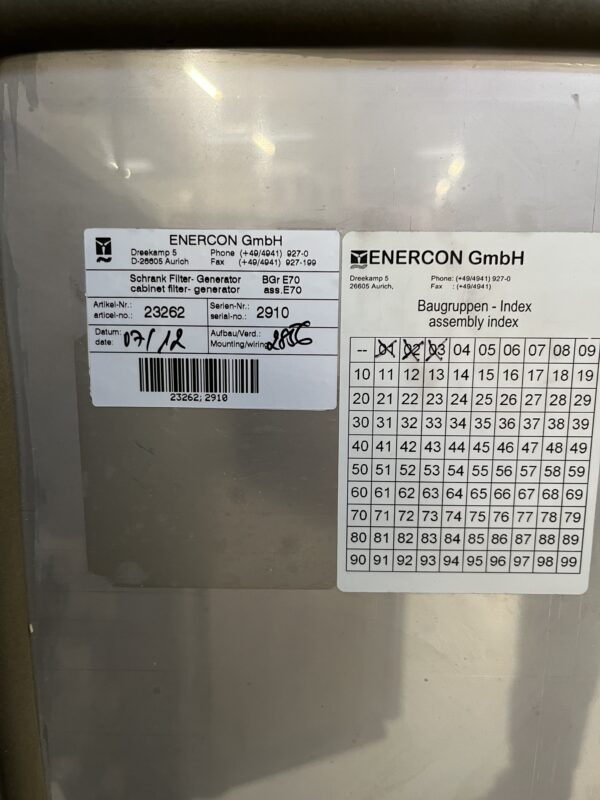 ENERCON GmbH
Dreekamp 5 Phone (+49/4941) 927-0
D-26605 Aurich Fax (+49/4941) 927-199
Schrank Filter- Generator BGr E70
cabinet filter- generator ass.E70
Artikel-Nr.: 23262 Serien-Nr.: 2910
articel-no.: serial-no.:
Datum: 07/12 Aufbau/Verd.:
date: Mounting/wiring
23262;2910
ENERCON GmbH
Dreekamp 5 Phone: (+49/4941) 927-0
26605 Aurich, Fax : (+49/4941)
Baugruppen - Index
assembly index
-- 01 02 03 04 05 06 07 08 09
10 11 12 13 14 15 16 17 18 19
20 21 22 23 24 25 26 27 28 29
30 31 32 33 34 35 36 37 38 39
40 41 42 43 44 45 46 47 48 49
50 51 52 53 54 55 56 57 58 59
60 61 62 63 64 65 66 67 68 69
70 71 72 73 74 75 76 77 78 79
80 81 82 83 84 85 86 87 88 89
90 91 92 93 94 95 96 97 98 99